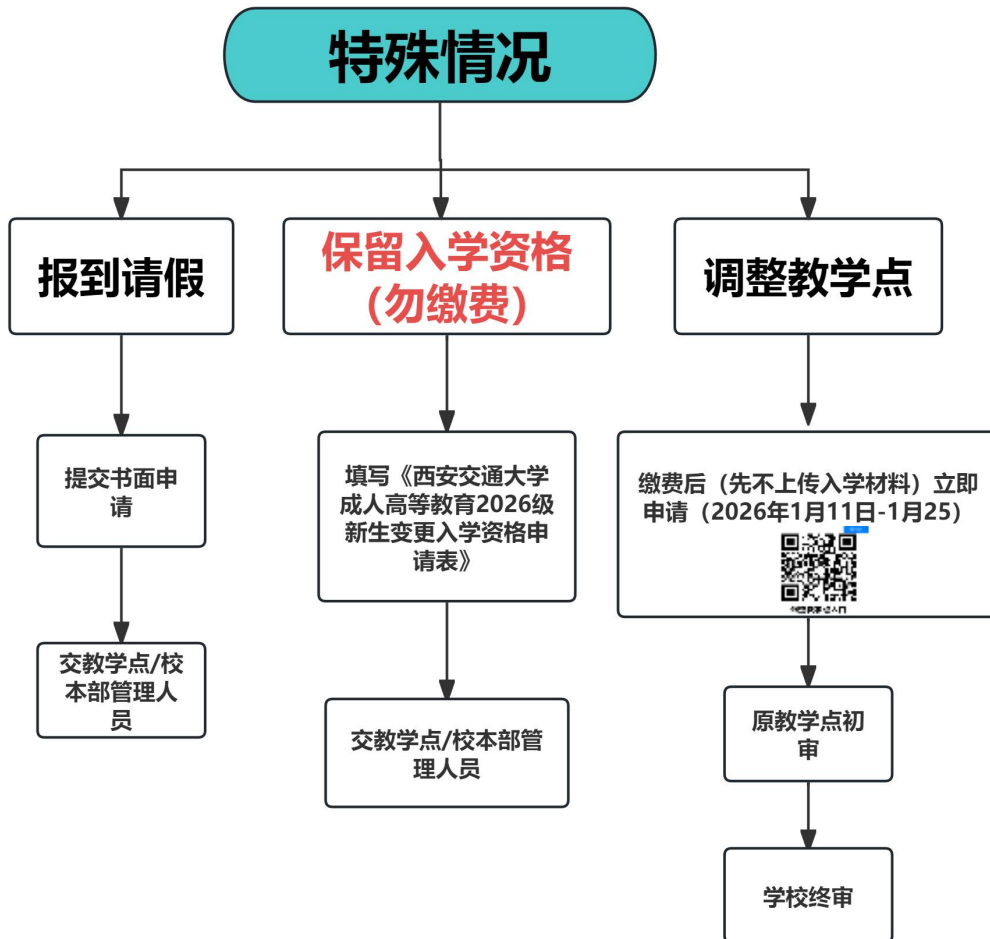 特殊情况
报到请假
保留入学资格
（勿缴费）
调整教学点
提交书面申
请
填写《西安交通大学
成人高等教育2026级
新生变更入学资格申
请表》
缴费后（先不上传入学材料）立即
申请（2026年1月11日-1月25）
交教学点/校
本部管理人
员
交教学点/校本部管
理人员
原教学点初
审
学校终审